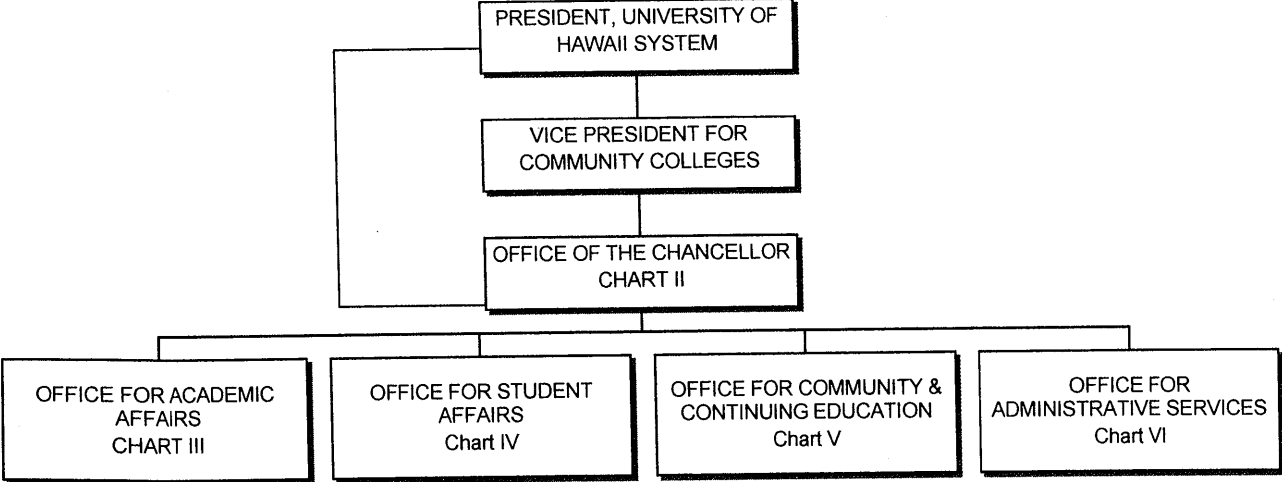 PRESIDENT, UNIVERSITY OF
HAWAII SYSTEM
VICE PRESIDENT FOR
COMMUNITY COLLEGES
OFFICE OF THE CHANCELLOR
CHART II
OFFICE FOR ACADEMIC
AFFAIRS
CHART III
OFFICE FOR STUDENT
AFFAIRS
Chart IV
OFFICE FOR COMMUNITY &
CONTINUING EDUCATION
Chart V
OFFICE FOR
ADMINISTRATIVE SERVICES
Chart VI